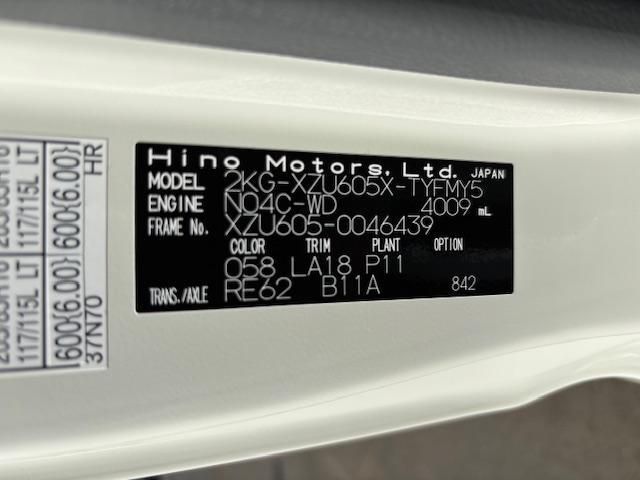 Hino Motors, Ltd. JAPAN
MODEL 2KG-XZU605X-TYFMY5
ENGINE N04C-WD 4009 mL
FRAME No. XZU605-0046439
COLOR TRIM PLANT OPTION
058 LA18 P11
TRANS./AXLE RE62 B11A 842
117/115L LT
117/115L LT
600(6.00)
600(6.00)
37N70 HR